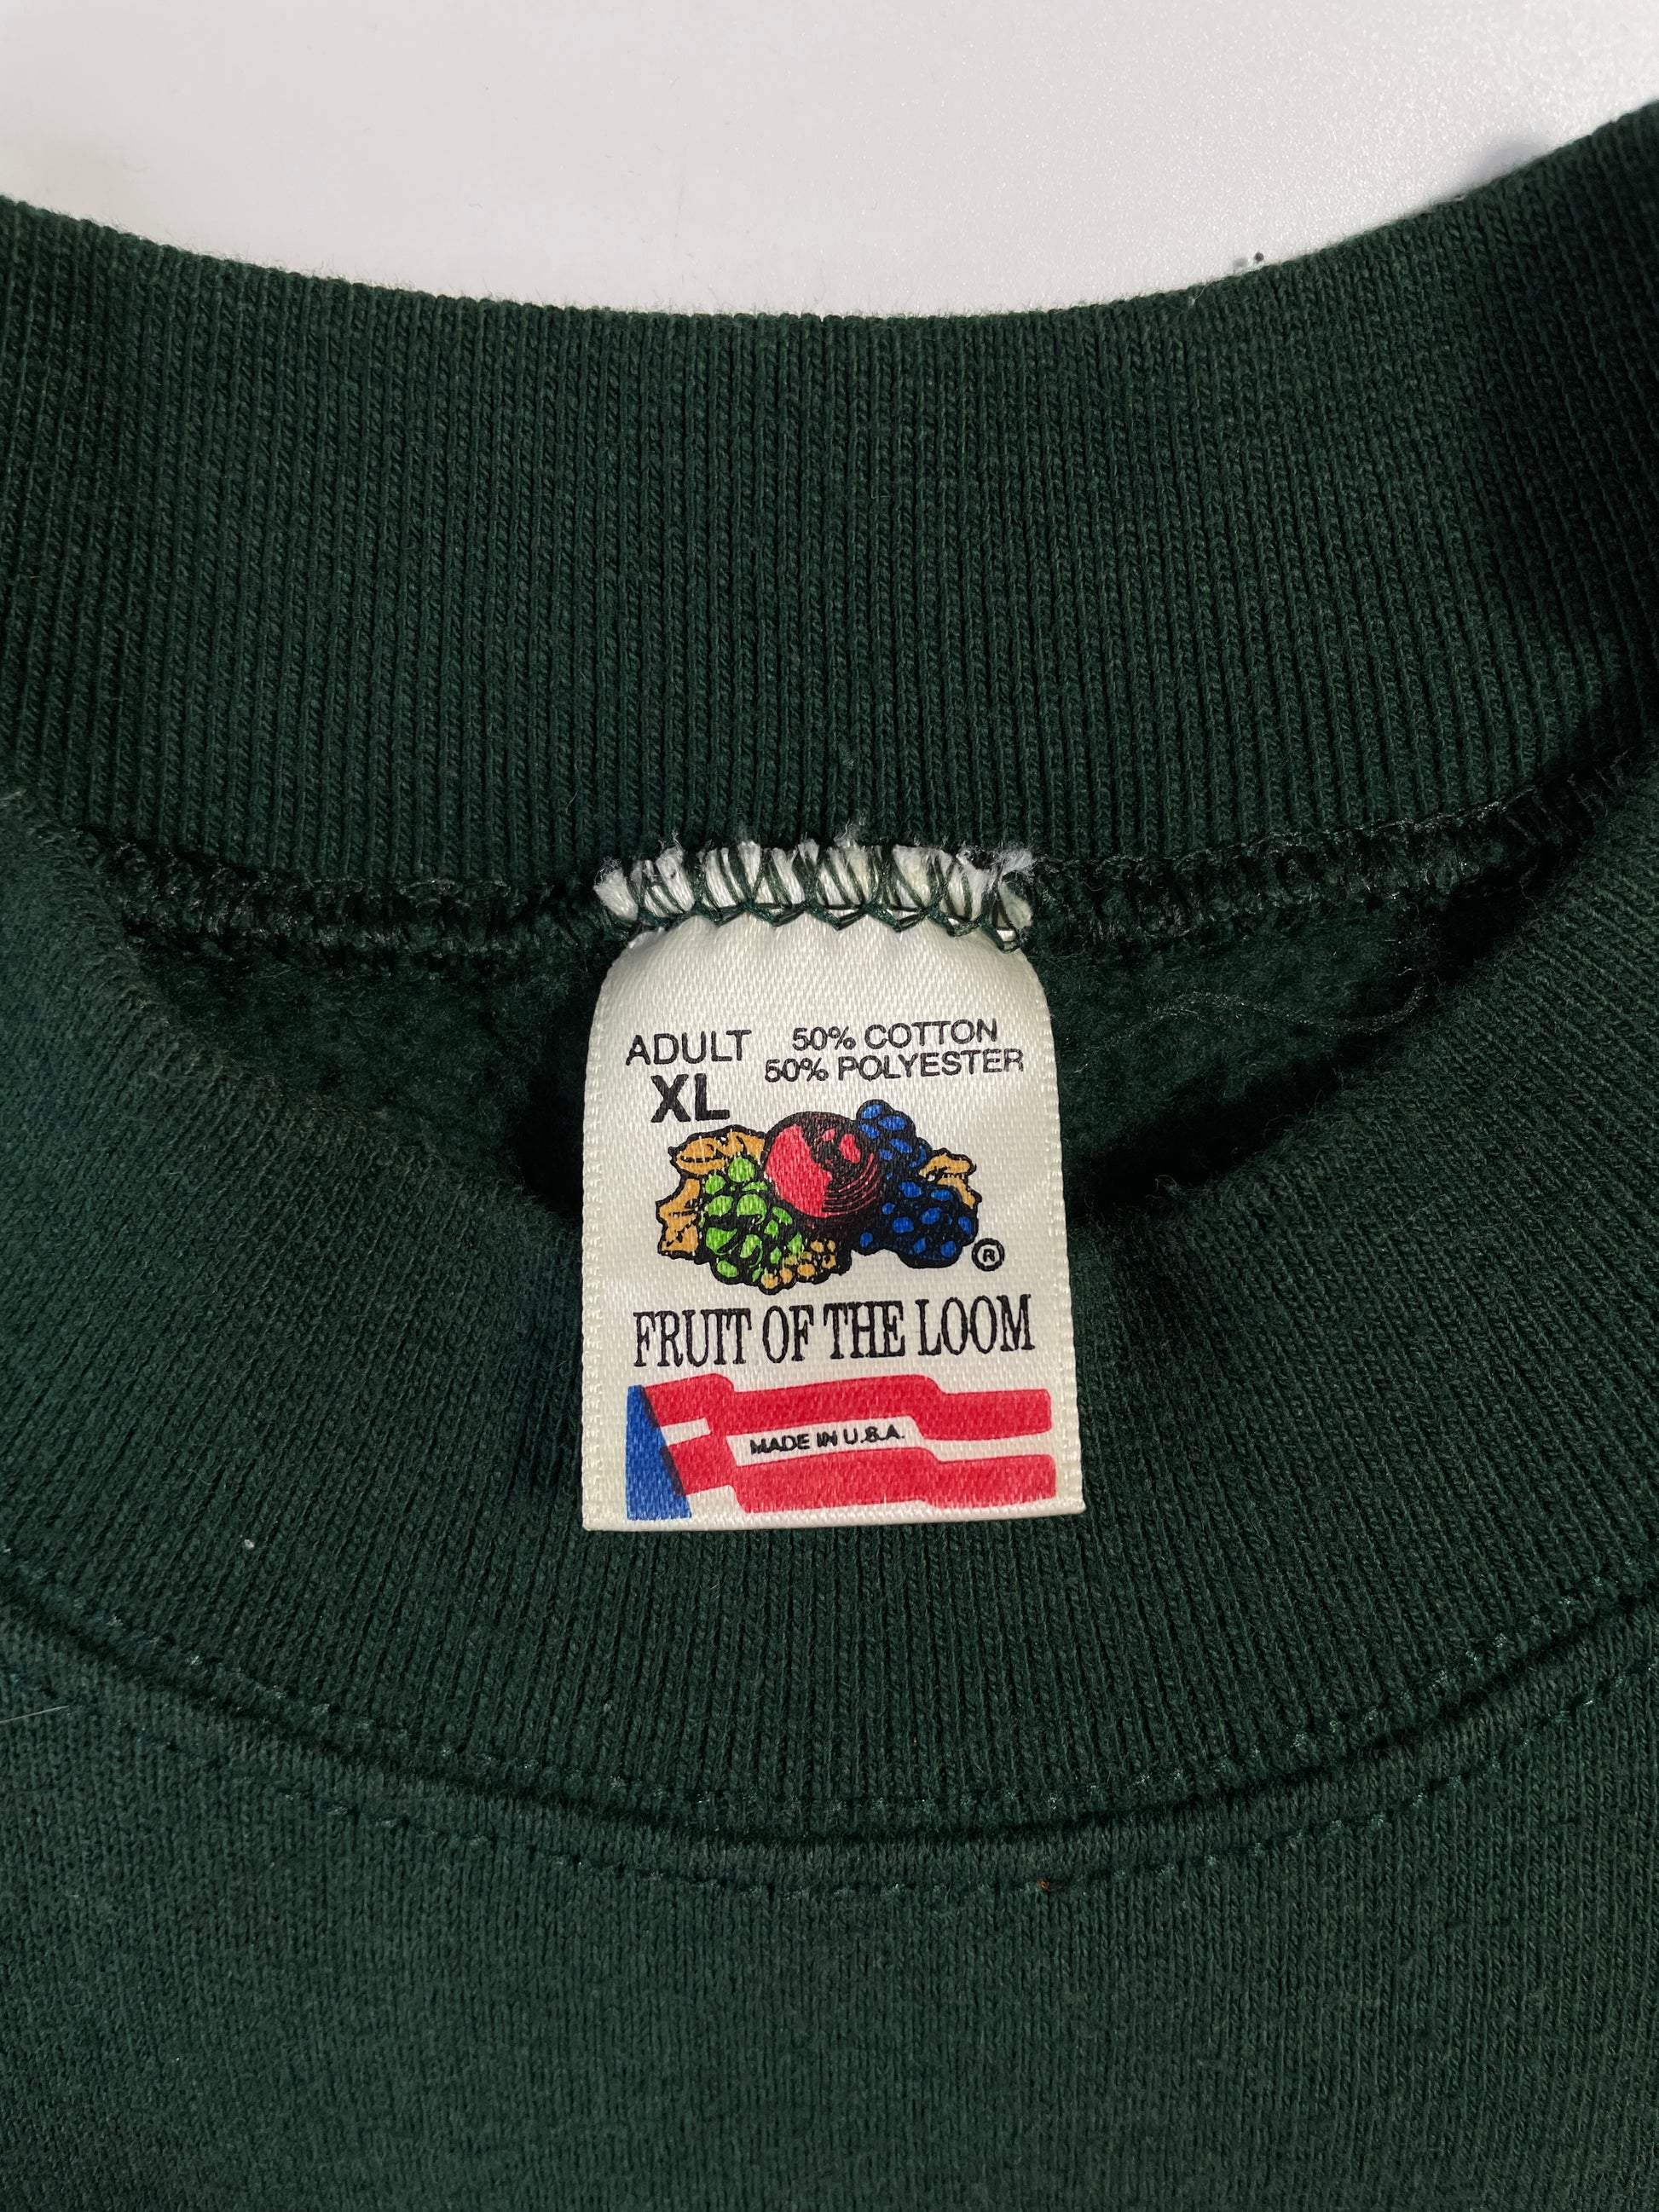 ADULT
XL
50% COTTON
50% POLYESTER
®
FRUIT OF THE LOOM
MADE IN U.S.A.